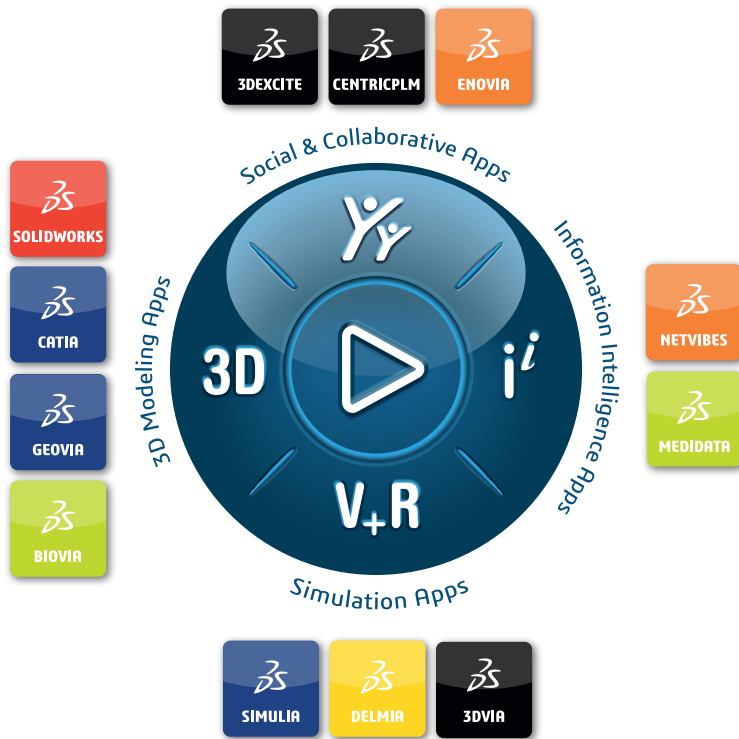 3DEXCITE
CENTRICPLM
ENOVIA
Social & Collaborative Apps
SOLIDWORKS
CATIA
GEOVIA
BIOVIA
3D Modeling Apps
3D
i i
V+R
Information Intelligence Apps
NETVIBES
MEDIDATA
Simulation Apps
SIMULIA
DELMIA
3DVIA